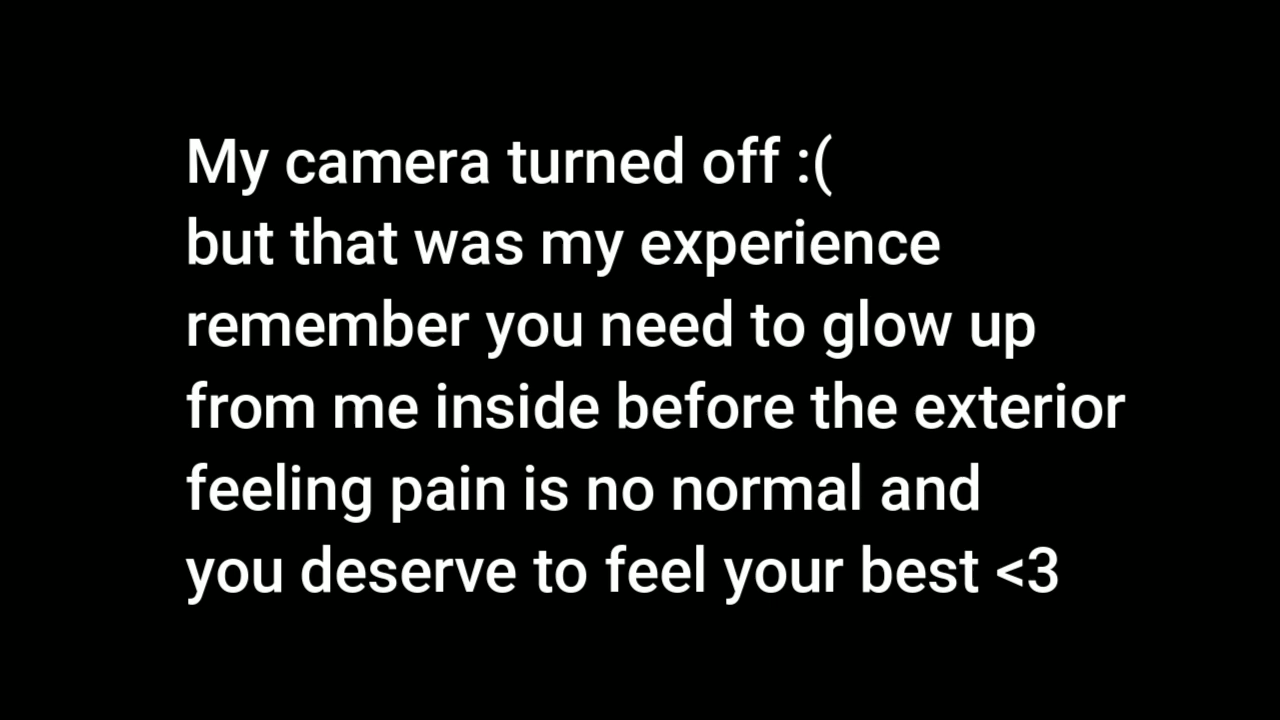 My camera turned off :(
but that was my experience
remember you need to glow up
from me inside before the exterior
feeling pain is no normal and
you deserve to feel your best <3